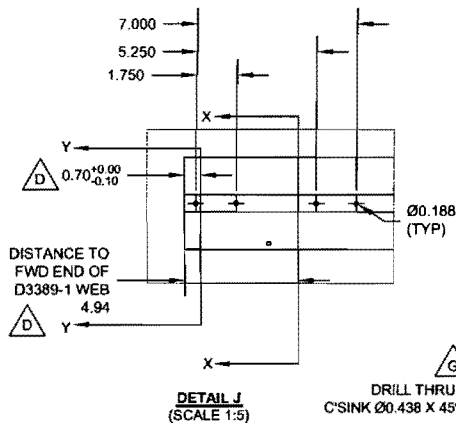 7.000
5.250
1.750
X
Y
D 0.70+0.00
-0.10
Ø0.188
(TYP)
DISTANCE TO
FWD END OF
D3389-1 WEB
4.94
D
Y
X
G
DETAIL J
(SCALE 1:5)
DRILL THRU
C'SINK Ø0.438 X 45°